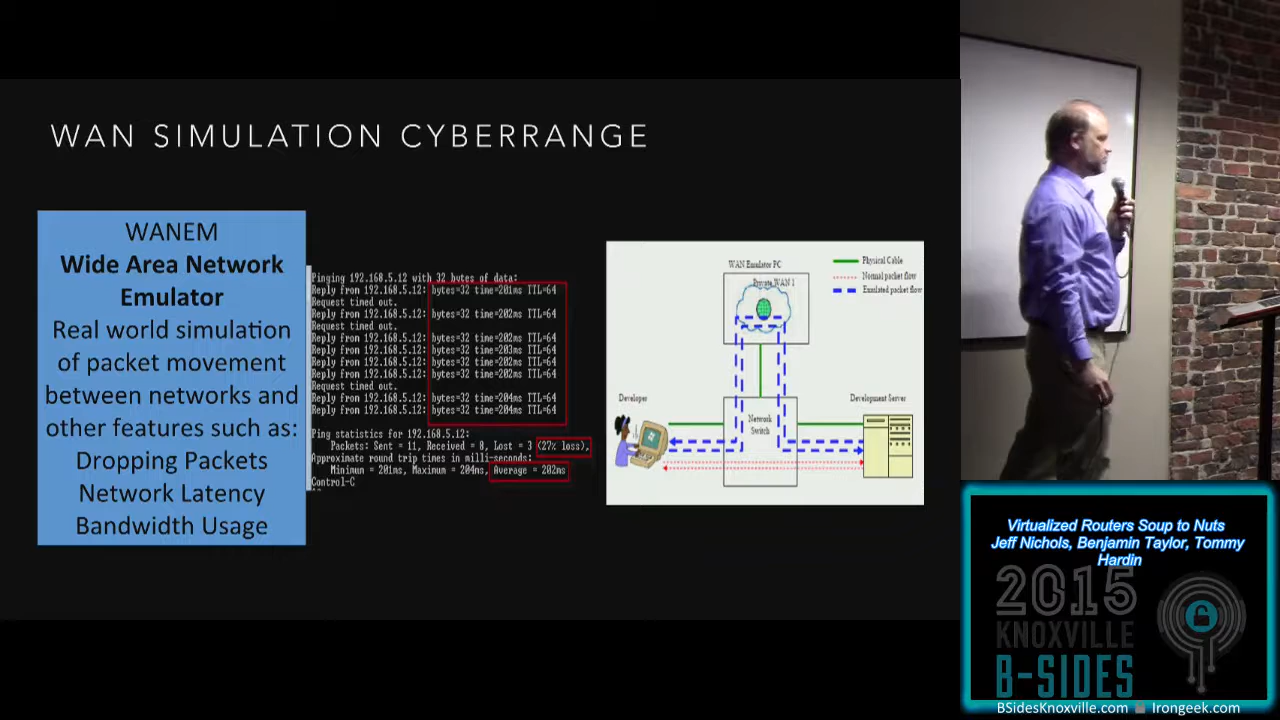 WAN SIMULATION CYBERRANGE
WANEM
Wide Area Network
Emulator
Real world simulation
of packet movement
between networks and
other features such as:
Dropping Packets
Network Latency
Bandwidth Usage
Pinging 192.168.5.12 with 32 bytes of data:
Reply from 192.168.5.12: bytes=32 time=201ms TTL=64
Request timed out.
Reply from 192.168.5.12: bytes=32 time=202ms TTL=64
Request timed out.
Reply from 192.168.5.12: bytes=32 time=202ms TTL=64
Reply from 192.168.5.12: bytes=32 time=203ms TTL=64
Reply from 192.168.5.12: bytes=32 time=202ms TTL=64
Reply from 192.168.5.12: bytes=32 time=202ms TTL=64
Request timed out.
Reply from 192.168.5.12: bytes=32 time=204ms TTL=64
Reply from 192.168.5.12: bytes=32 time=204ms TTL=64
Ping statistics for 192.168.5.12:
Packets: Sent = 11, Received = 8, Lost = 3 (27% loss),
Approximate round trip times in milli-seconds:
Minimum = 201ms, Maximum = 204ms, Average = 202ms
Control-C
WAN Emulator PC
Private WAN 1
Physical Cable
Normal packet flow
Emulated packet flow
Developer
Network
Switch
Development Server
Virtualized Routers Soup to Nuts
Jeff Nichols, Benjamin Taylor, Tommy
Hardin
2015
KNOXVILLE
B-SIDES
BSidesKnoxville.com Irongeek.com